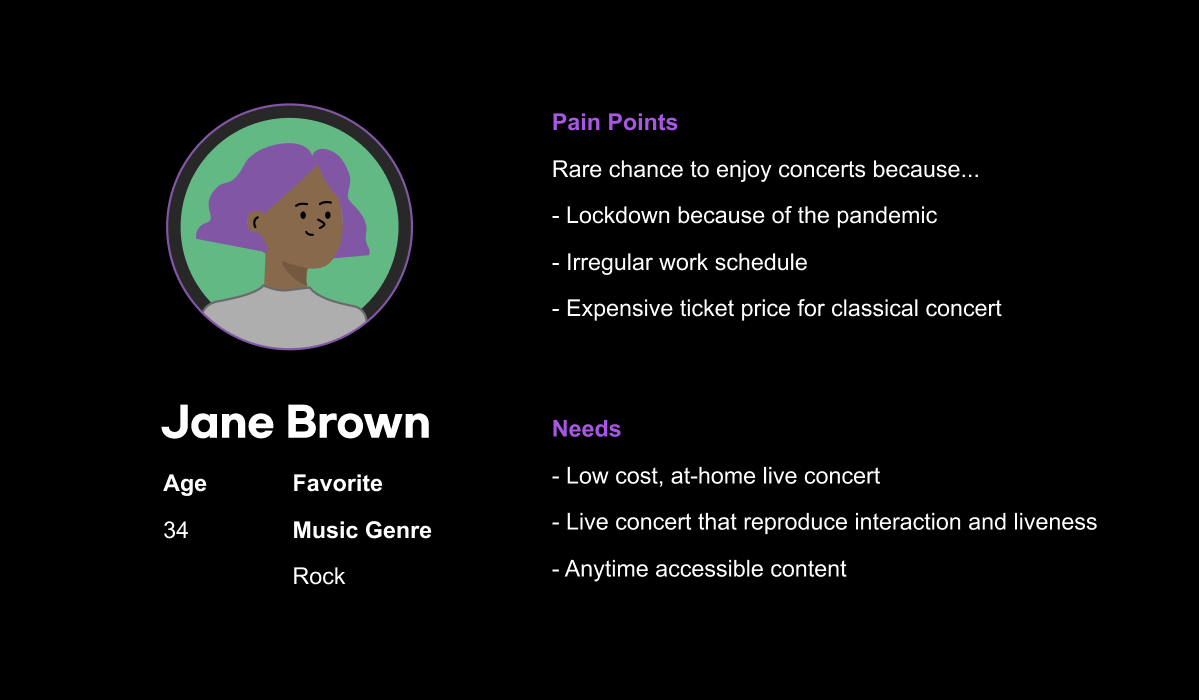 Jane Brown
Age
34
Favorite
Music Genre
Rock
Pain Points
Rare chance to enjoy concerts because...
- Lockdown because of the pandemic
- Irregular work schedule
- Expensive ticket price for classical concert
Needs
- Low cost, at-home live concert
- Live concert that reproduce interaction and liveness
- Anytime accessible content